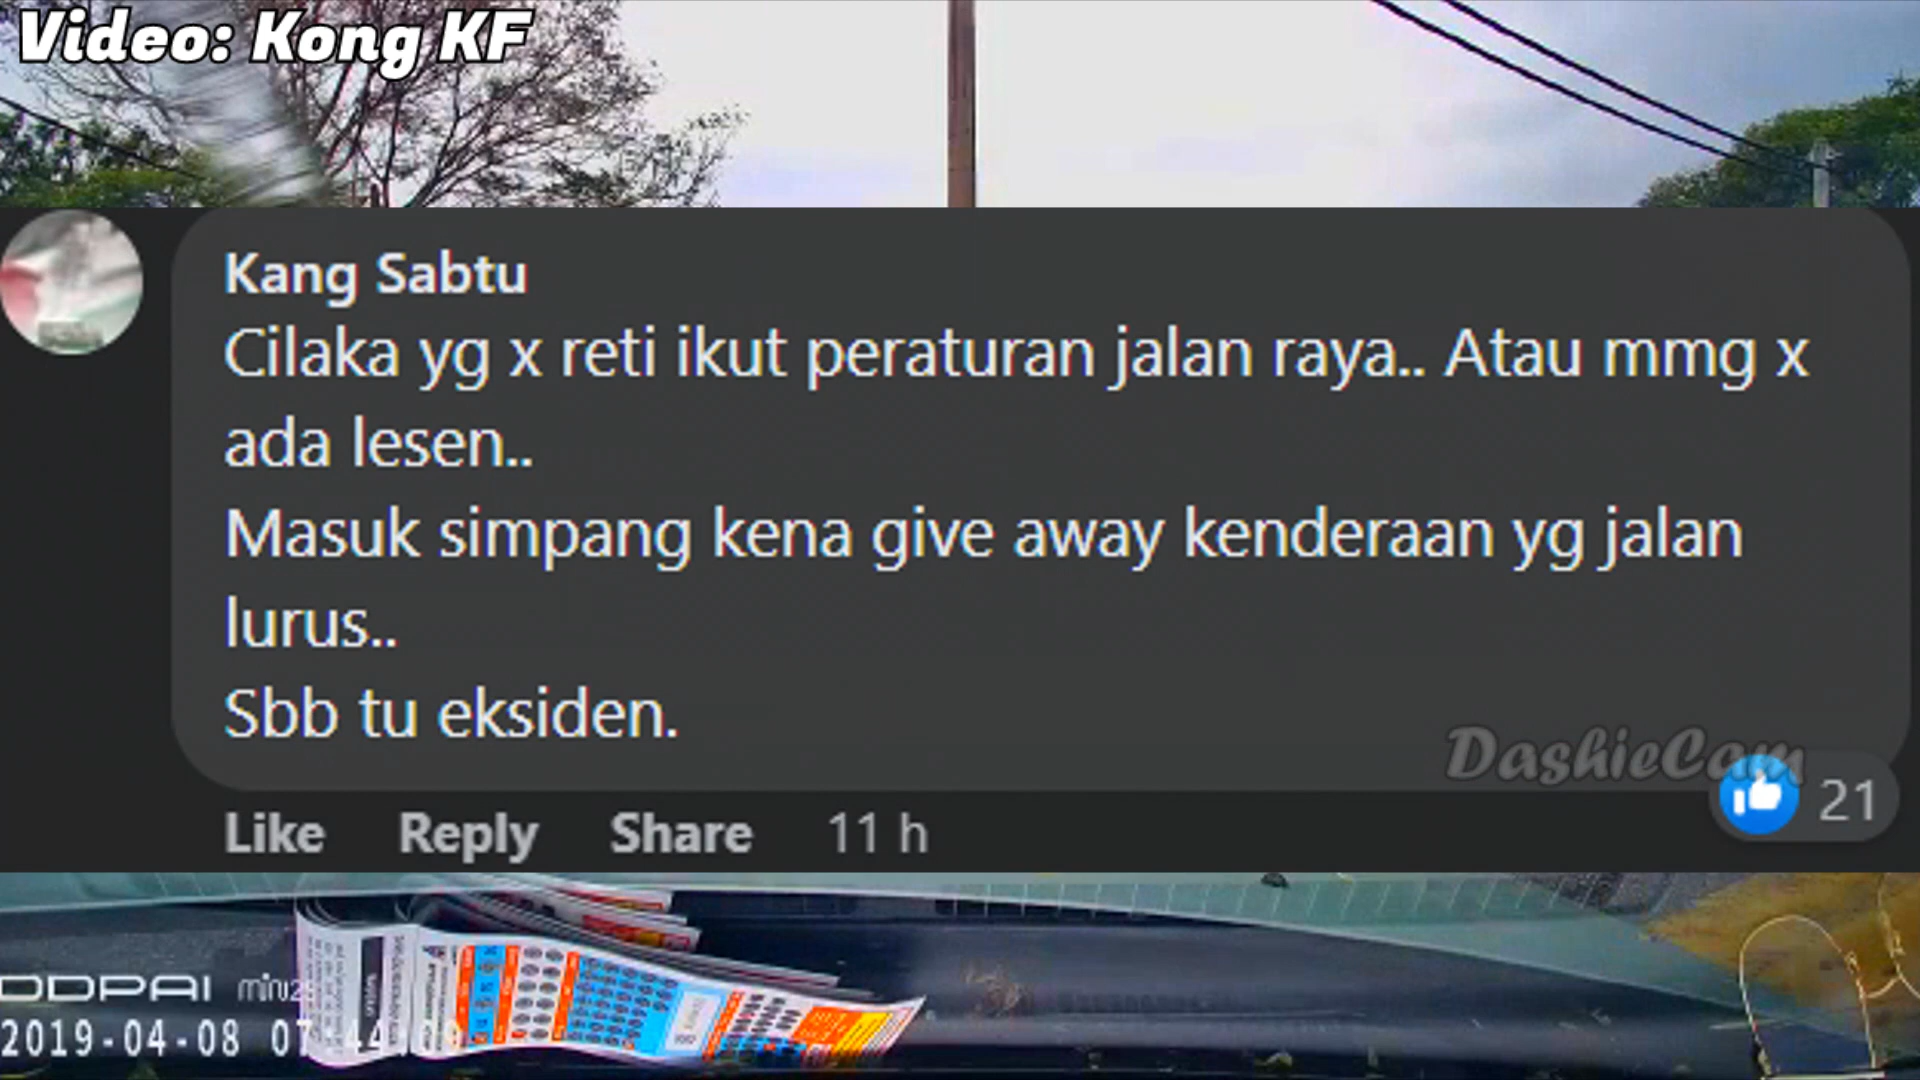 Video: Kong KF
Kang Sabtu
Cilaka yg x reti ikut peraturan jalan raya.. Atau mmg x
ada lesen..
Masuk simpang kena give away kenderaan yg jalan
lurus..
Sbb tu eksiden.
DashieCam
21
Like Reply Share 11 h
DDPAI mini2
2019-04-08 07:44:09